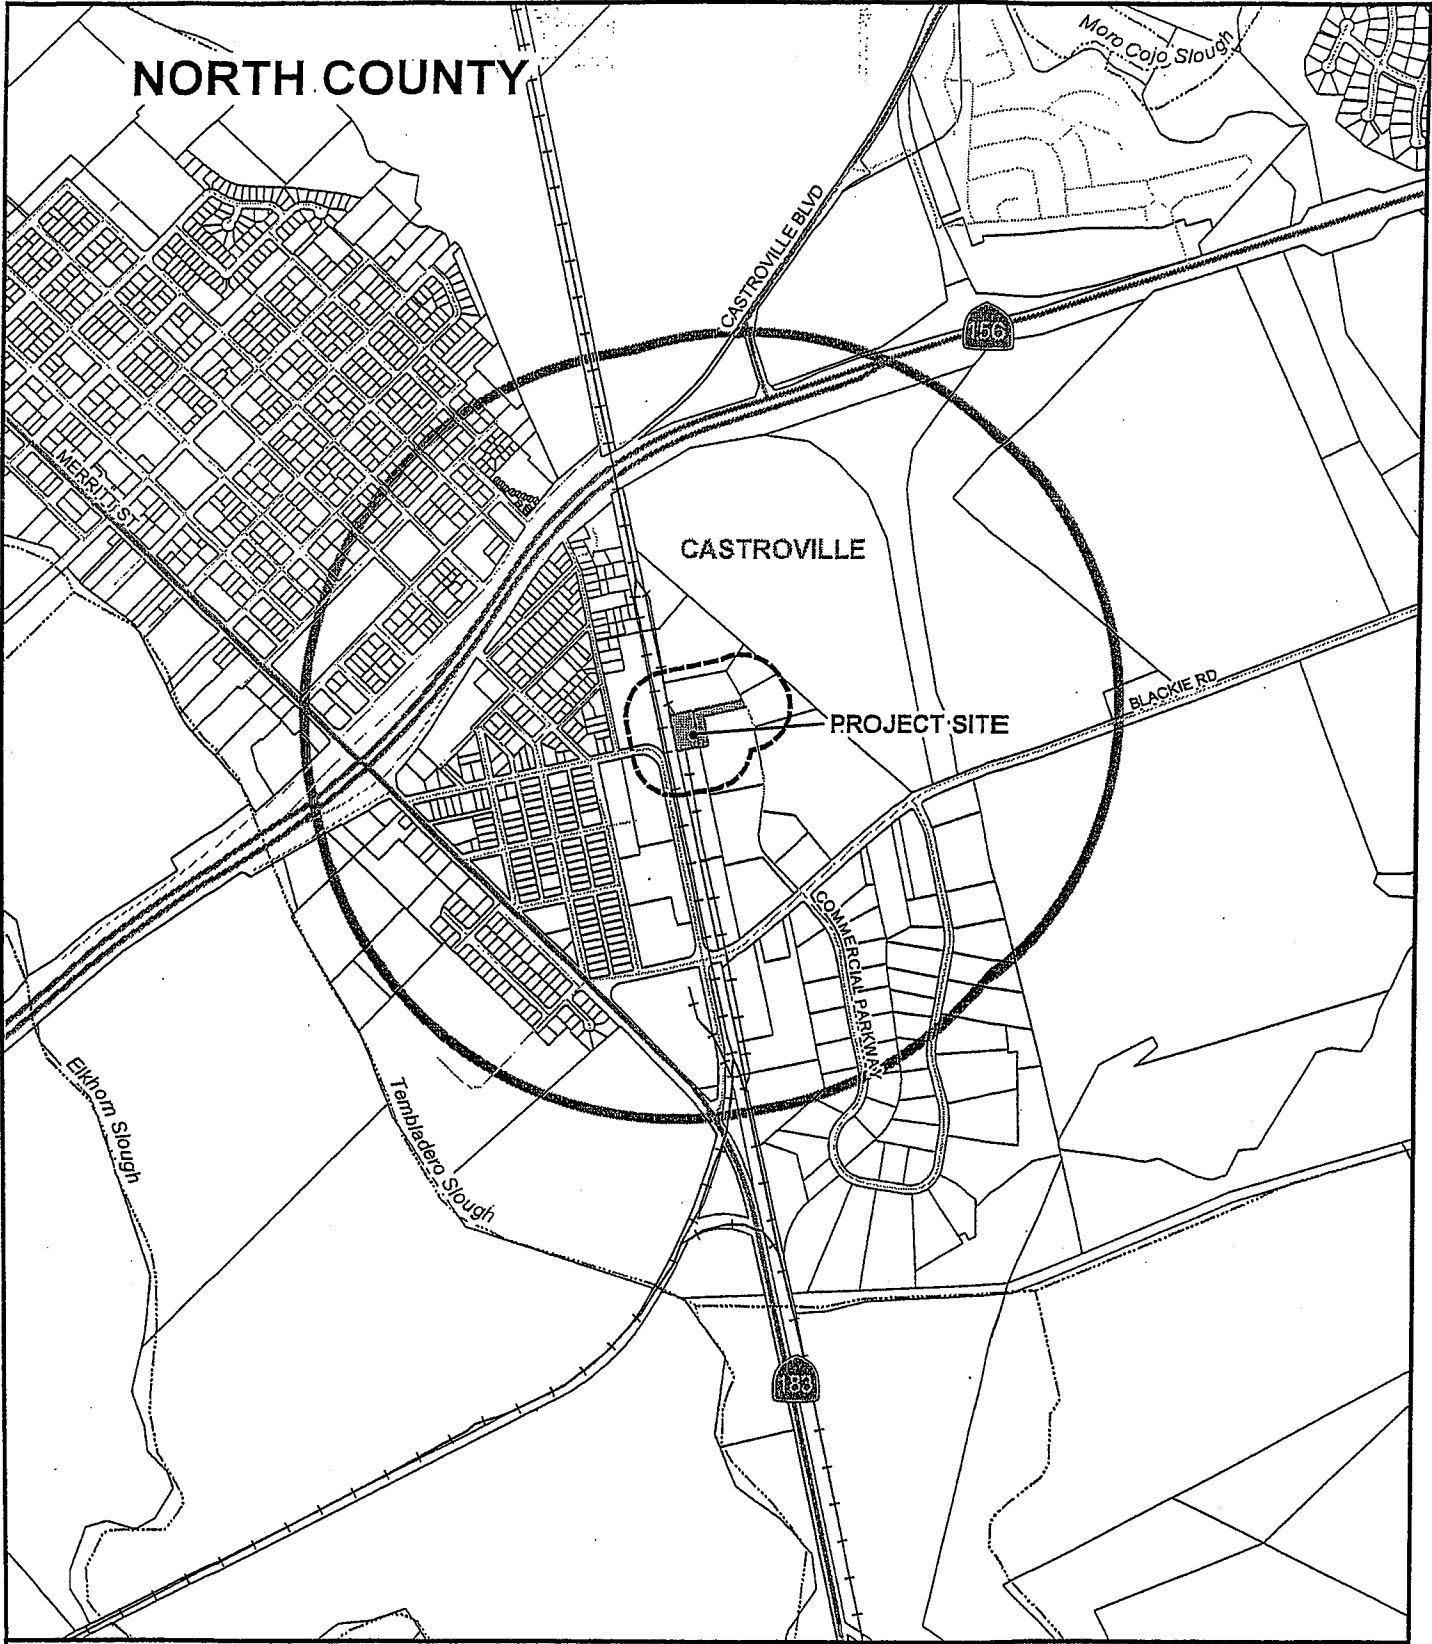 NORTH COUNTY
Moro Cojo Slough
CASTROVILLE BLVD
156
MERRITT ST
CASTROVILLE
BLACKIE RD
PROJECT SITE
COMMERCIAL PARKWAY
Elkhorn Slough
Tembladero Slough
183